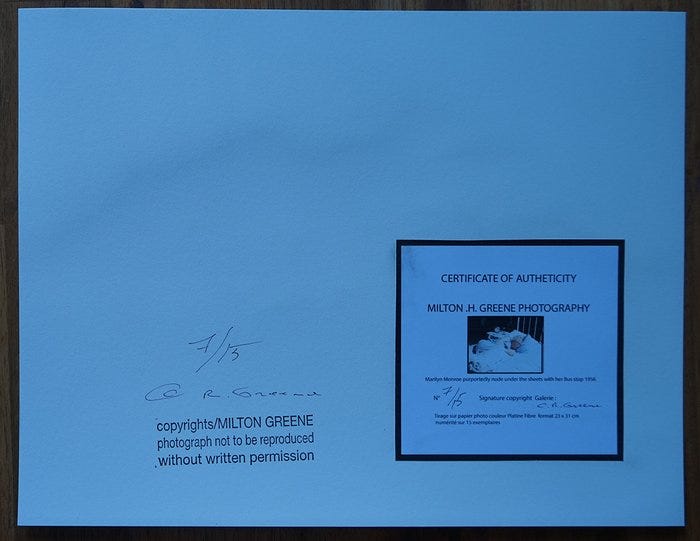 CERTIFICATE OF AUTHETICITY
MILTON .H. GREENE PHOTOGRAPHY
Marilyn Monroe purportedly nude under the sheets with her Bus stop 1956
N° 7/15 Signature copyright Galerie :
C.R. Greene
Tirage sur papier photo couleur Platine Fibre format 23 x 31 cm
numérité sur 15 exemplaires
7/15
C R. Greene
copyrights/MILTON GREENE
photograph not to be reproduced
without written permission